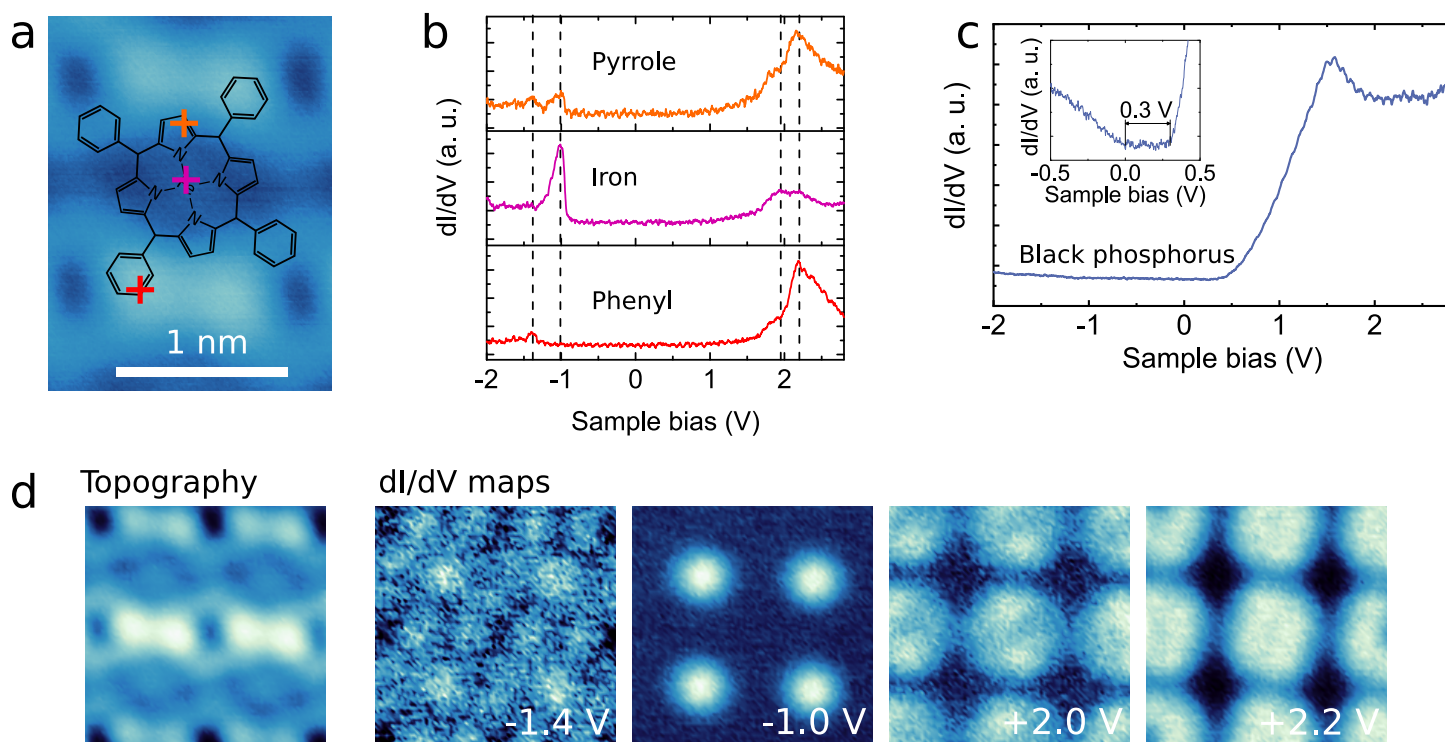 a
N
N
N
N
1 nm
b
Pyrrole
Iron
Phenyl
dI/dV (a. u.)
-2 -1 0 1 2
Sample bias (V)
c
dI/dV (a. u.)
0.3 V
-0.5 0.0 0.5
Sample bias (V)
dI/dV (a. u.)
Black phosphorus
-2 -1 0 1 2
Sample bias (V)
d
Topography
dI/dV maps
-1.4 V
-1.0 V
+2.0 V
+2.2 V